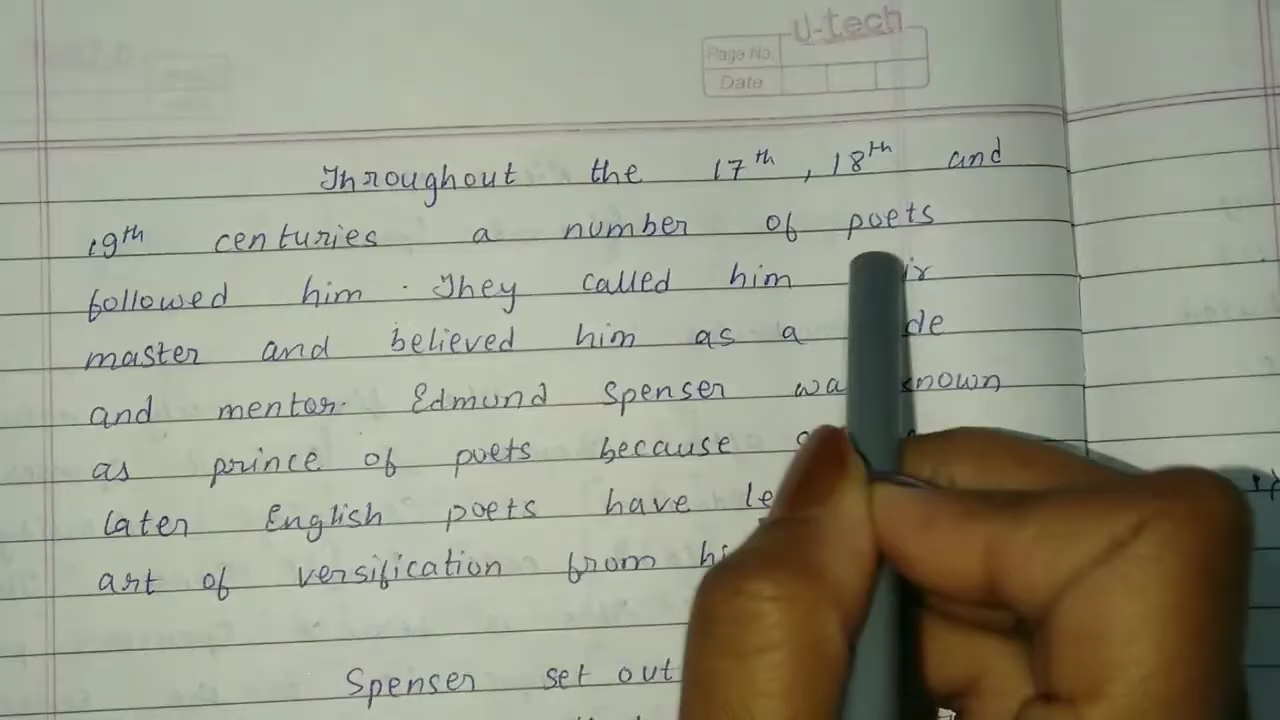 U-tech
Page No.
Date
Throughout the 17th, 18th and
19th centuries a number of poets
followed him. They called him
master and believed him as a
and mentor. Edmund Spenser known
as prince of poets because
later English poets have
art of versification from
Spenser set out